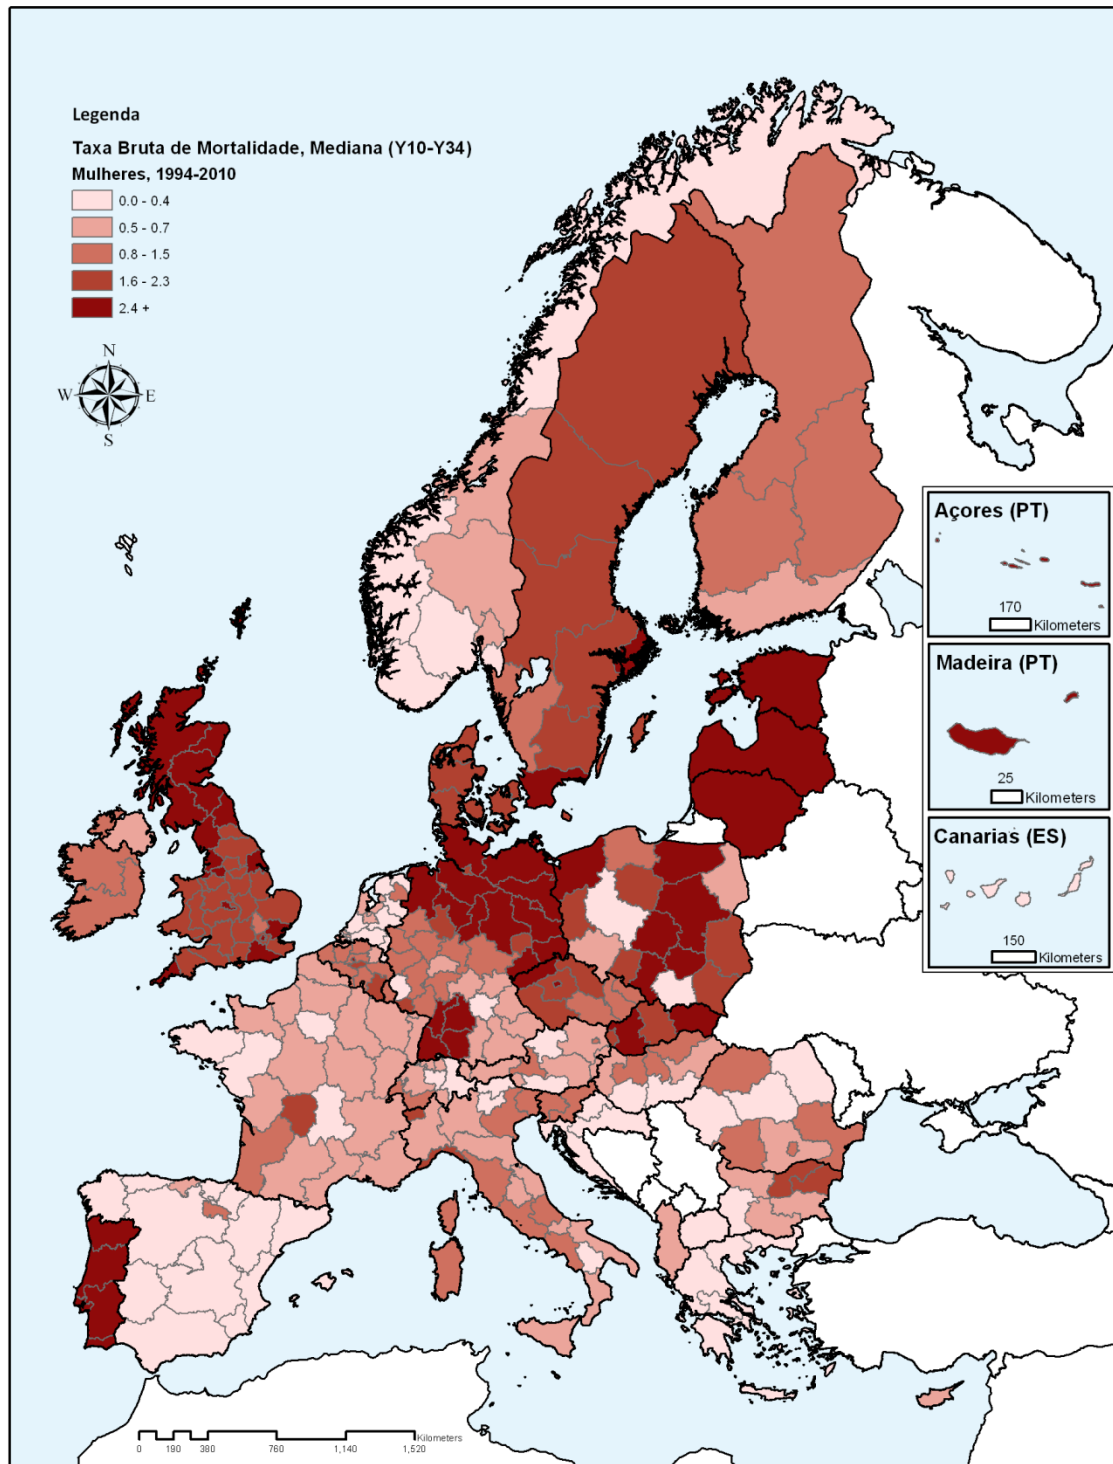 Legenda
Taxa Bruta de Mortalidade, Mediana (Y10-Y34)
Mulheres, 1994-2010
0.0 - 0.4
0.5 - 0.7
0.8 - 1.5
1.6 - 2.3
2.4 +
N
W E
S
Açores (PT)
170
Kilometers
Madeira (PT)
25
Kilometers
Canarias (ES)
150
Kilometers
Kilometers
0 190 380 760 1,140 1,520